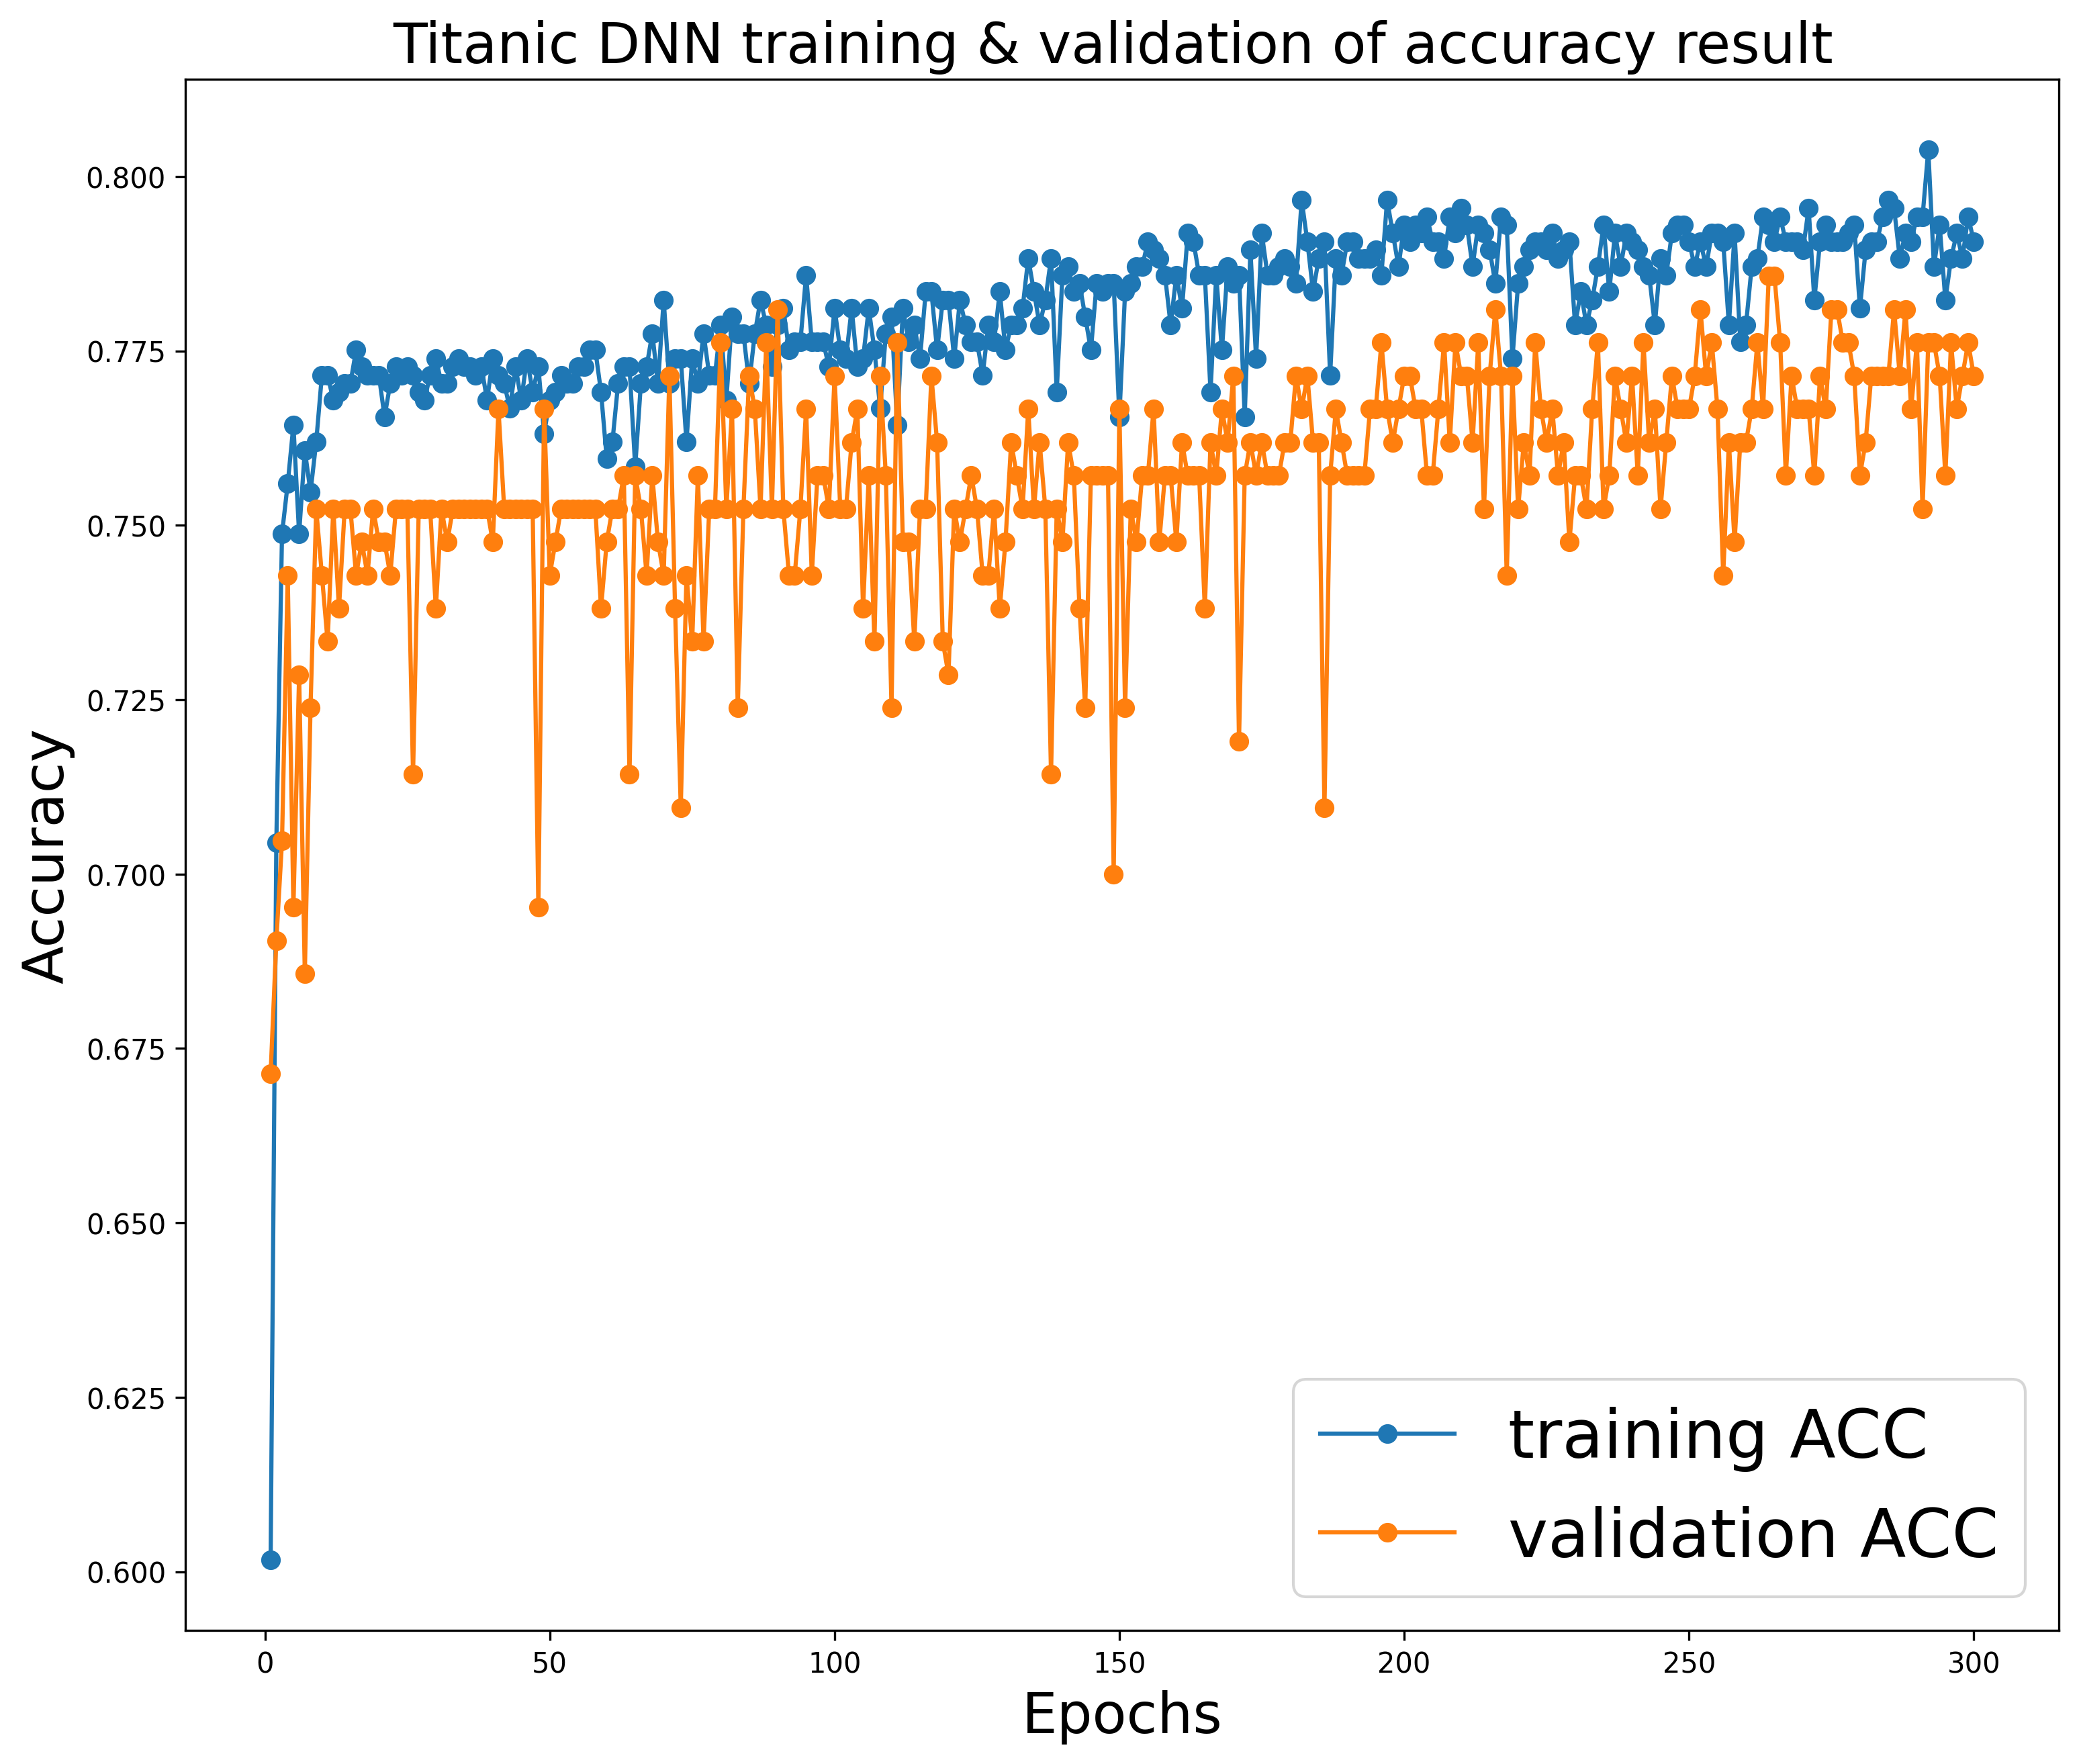 Titanic DNN training & validation of accuracy result
0.800
0.775
0.750
0.725
0.700
0.675
0.650
0.625
0.600
Accuracy
training ACC
validation ACC
0 50 100 150 200 250 300
Epochs